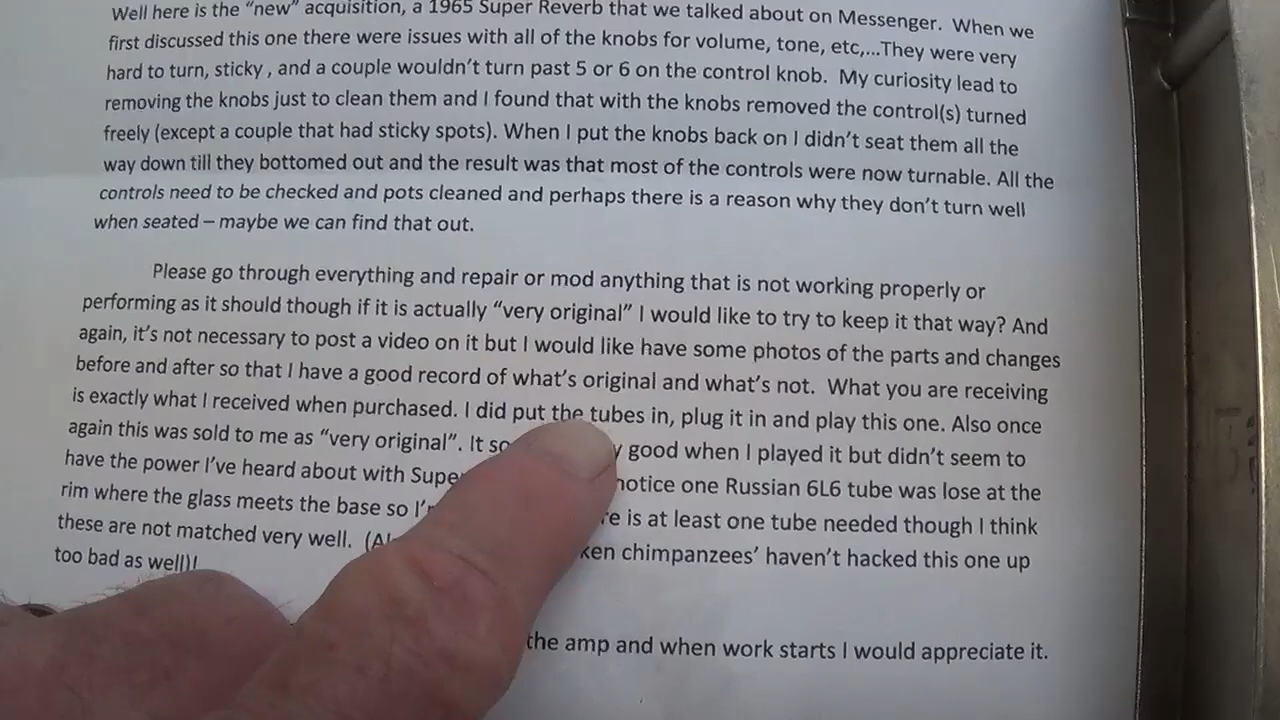 Well here is the “new” acquisition, a 1965 Super Reverb that we talked about on Messenger. When we
first discussed this one there were issues with all of the knobs for volume, tone, etc,...They were very
hard to turn, sticky , and a couple wouldn’t turn past 5 or 6 on the control knob. My curiosity lead to
removing the knobs just to clean them and I found that with the knobs removed the control(s) turned
freely (except a couple that had sticky spots). When I put the knobs back on I didn’t seat them all the
way down till they bottomed out and the result was that most of the controls were now turnable. All the
controls need to be checked and pots cleaned and perhaps there is a reason why they don’t turn well
when seated – maybe we can find that out.
Please go through everything and repair or mod anything that is not working properly or
performing as it should though if it is actually “very original” I would like to try to keep it that way? And
again, it’s not necessary to post a video on it but I would like have some photos of the parts and changes
before and after so that I have a good record of what’s original and what’s not. What you are receiving
is exactly what I received when purchased. I did put the tubes in, plug it in and play this one. Also once
again this was sold to me as “very original”. It good when I played it but didn’t seem to
have the power I’ve heard about with notice one Russian 6L6 tube was lose at the
rim where the glass meets the base so is at least one tube needed though I think
these are not matched very well. chimpanzees’ haven’t hacked this one up
too bad as well)!
the amp and when work starts I would appreciate it.